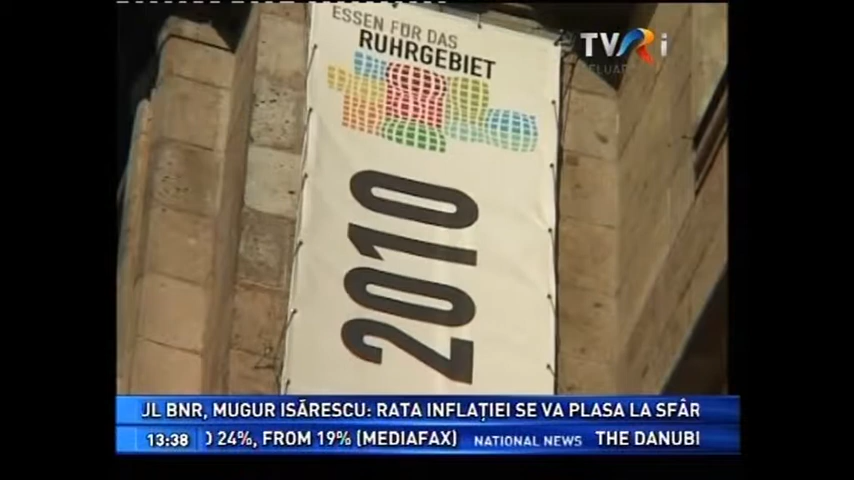 ESSEN FÜR DAS
RUHRGEBIET
TVRi
2010
JL BNR, MUGUR ISĂRESCU: RATA INFLAȚIEI SE VA PLASA LA SFÂR
13:38 O 24%, FROM 19% (MEDIAFAX) NATIONAL NEWS THE DANUBI